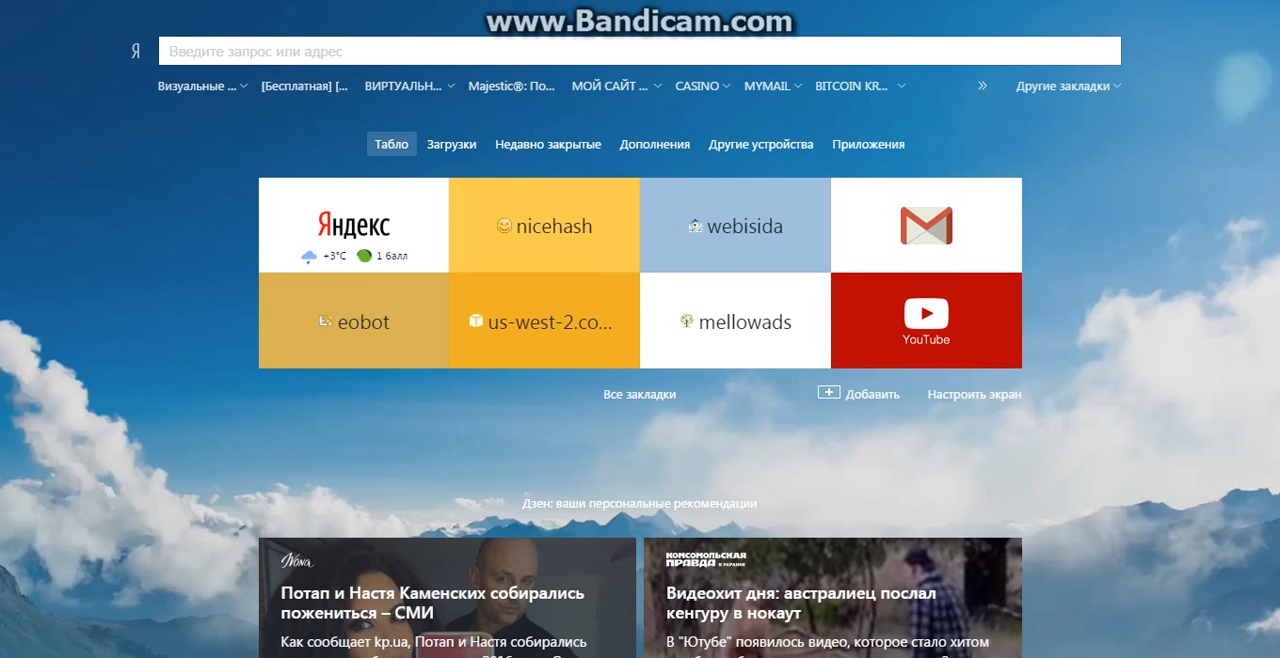 www.Bandicam.com
Я
Введите запрос или адрес
Визуальные ... [Бесплатная] [... ВИРТУАЛЬН... Majestic®: По... МОЙ САЙТ ... CASINO MYMAIL BITCOIN KR... » Другие закладки
Табло Загрузки Недавно закрытые Дополнения Другие устройства Приложения
Яндекс nicehash webisida
+3°C 1 балл
eobot us-west-2.co... mellowads YouTube
Все закладки Добавить Настроить экран
Дзен: ваши персональные рекомендации
Nona
Потап и Настя Каменских собирались
пожениться – СМИ
Как сообщает kp.ua, Потап и Настя собирались
КОМСОМОЛЬСКАЯ
ПРАВДА В УКРАИНЕ
Видеохит дня: австралиец послал
кенгуру в нокаут
В "Ютубе" появилось видео, которое стало хитом